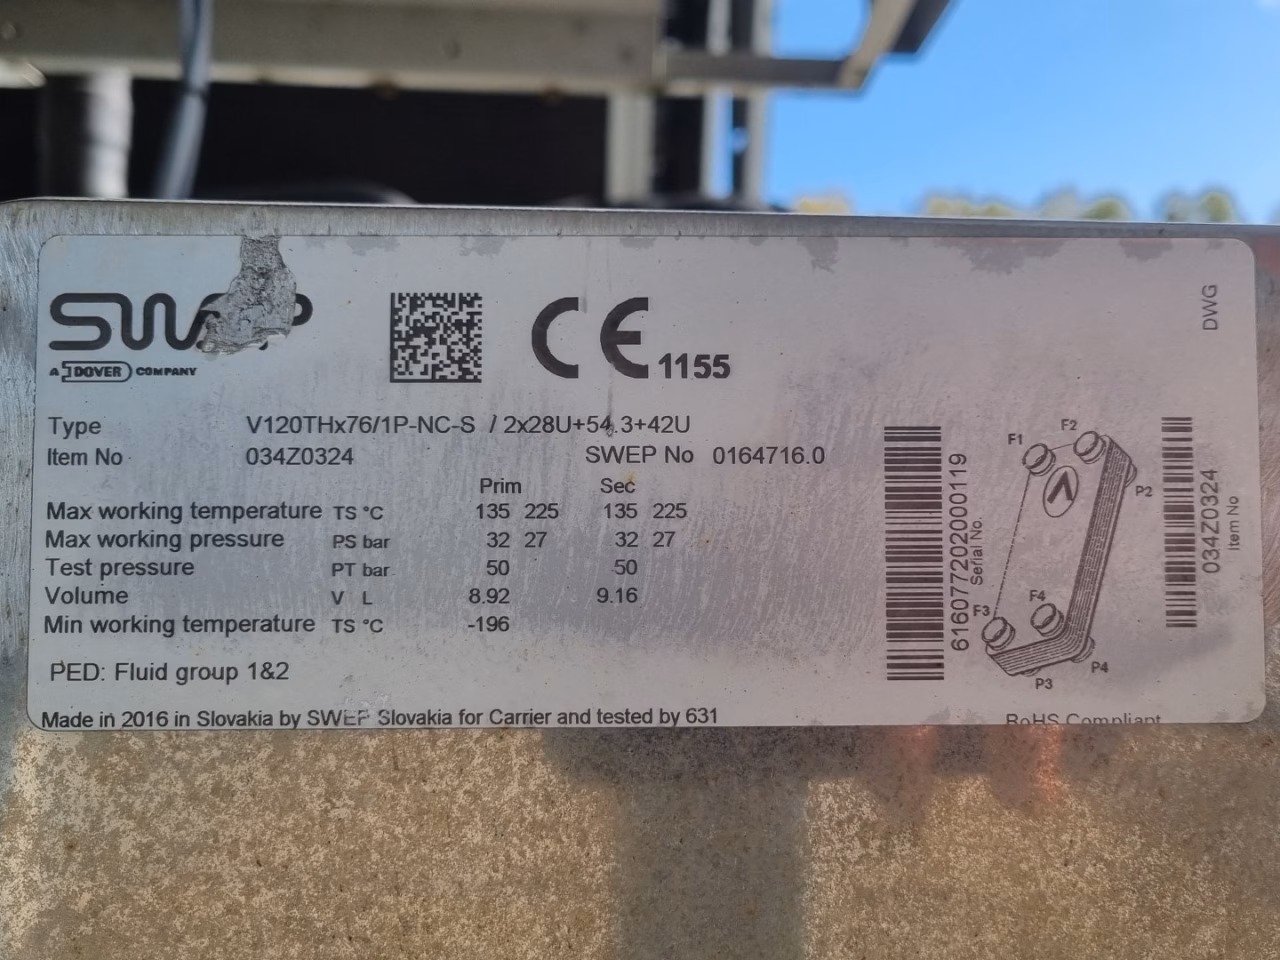 SWEP
A DOVER COMPANY
CE 1155
DWG
Type V120THx76/1P-NC-S / 2x28U+54.3+42U
Item No 034Z0324 SWEP No 0164716.0
Prim Sec
Max working temperature TS °C 135 225 135 225
Max working pressure PS bar 32 27 32 27
Test pressure PT bar 50 50
Volume V L 8.92 9.16
Min working temperature TS °C -196
PED: Fluid group 1&2
Made in 2016 in Slovakia by SWEP Slovakia for Carrier and tested by 631
61607720200119
Serial No.
F1
F2
P2
F3
F4
P4
P3
034Z0324
Item No
RoHS Compliant